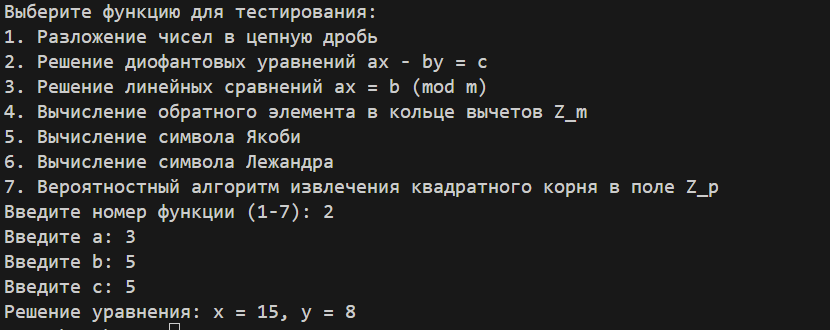 Выберите функцию для тестирования:
1. Разложение чисел в цепную дробь
2. Решение диофантовых уравнений ax - by = c
3. Решение линейных сравнений ax = b (mod m)
4. Вычисление обратного элемента в кольце вычетов Z_m
5. Вычисление символа Якоби
6. Вычисление символа Лежандра
7. Вероятностный алгоритм извлечения квадратного корня в поле Z_p
Введите номер функции (1-7): 2
Введите a: 3
Введите b: 5
Введите c: 5
Решение уравнения: x = 15, y = 8